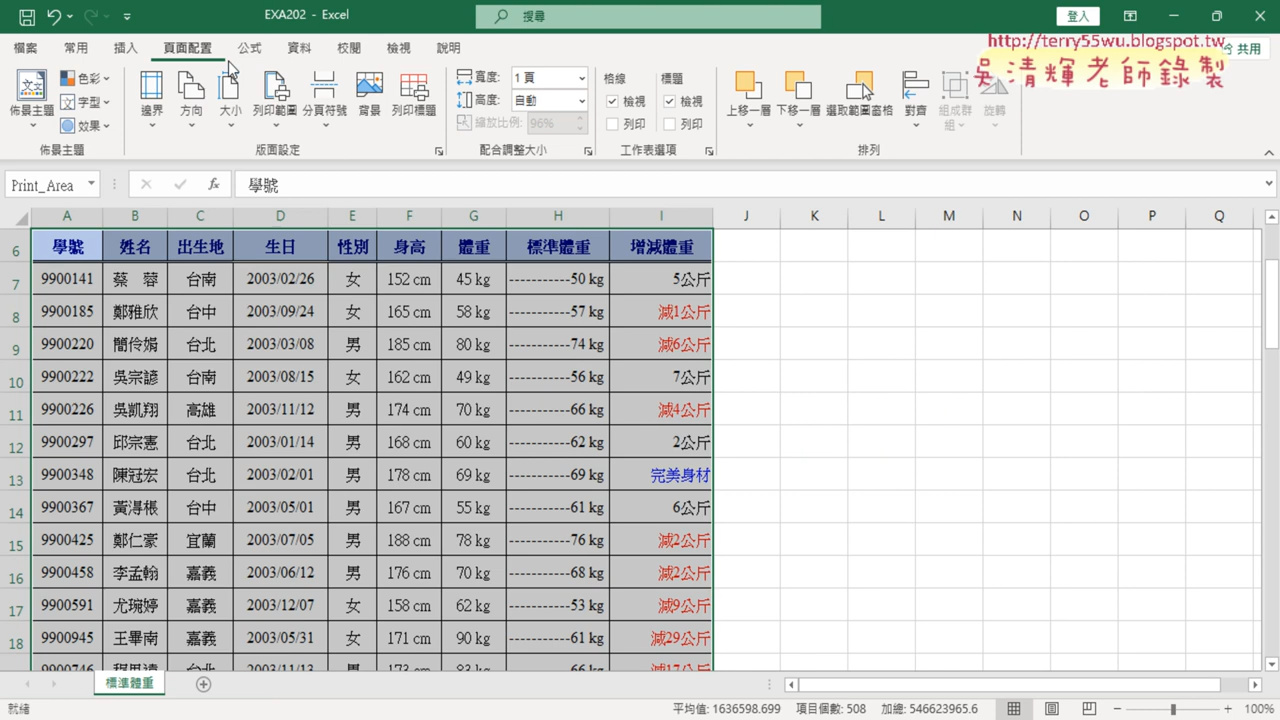 EXA202 - Excel
搜尋
登入
http://terry55wu.blogspot.tw
吳清輝老師錄製
共用
檔案 常用 插入 頁面配置 公式 資料 校閱 檢視 說明
佈景主題 色彩 字型 效果 邊界 方向 大小 列印範圍 分頁符號 背景 列印標題
寬度: 1 頁 高度: 自動 縮放比例: 96%
格線 標題 檢視 檢視 列印 列印
上移一層 下移一層 選取範圍窗格 對齊 組成群組 旋轉
佈景主題 版面設定 配合調整大小 工作表選項 排列
Print_Area fx 學號
A B C D E F G H I J K L M N O P Q
6 學號 姓名 出生地 生日 性別 身高 體重 標準體重 增減體重
7 9900141 蔡 蓉 台南 2003/02/26 女 152 cm 45 kg -----------50 kg 5公斤
8 9900185 鄭雅欣 台中 2003/09/24 女 165 cm 58 kg -----------57 kg 減1公斤
9 9900220 簡伶娟 台北 2003/03/08 男 185 cm 80 kg -----------74 kg 減6公斤
10 9900222 吳宗諺 台南 2003/08/15 女 162 cm 49 kg -----------56 kg 7公斤
11 9900226 吳凱翔 高雄 2003/11/12 男 174 cm 70 kg -----------66 kg 減4公斤
12 9900297 邱宗憲 台北 2003/01/14 男 168 cm 60 kg -----------62 kg 2公斤
13 9900348 陳冠宏 台北 2003/02/01 男 178 cm 69 kg -----------69 kg 完美身材
14 9900367 黃淂棖 台中 2003/05/01 男 167 cm 55 kg -----------61 kg 6公斤
15 9900425 鄭仁豪 宜蘭 2003/07/05 男 188 cm 78 kg -----------76 kg 減2公斤
16 9900458 李孟翰 嘉義 2003/06/12 男 176 cm 70 kg -----------68 kg 減2公斤
17 9900591 尤琬婷 嘉義 2003/12/07 女 158 cm 62 kg -----------53 kg 減9公斤
18 9900945 王畢南 嘉義 2003/05/31 女 171 cm 90 kg -----------61 kg 減29公斤
9900746 台北 2003/11/13 男 173 cm 83 kg -----------66 kg 減17公斤
標準體重
就緒 平均值: 1636598.699 項目個數: 508 加總: 546623965.6 100%